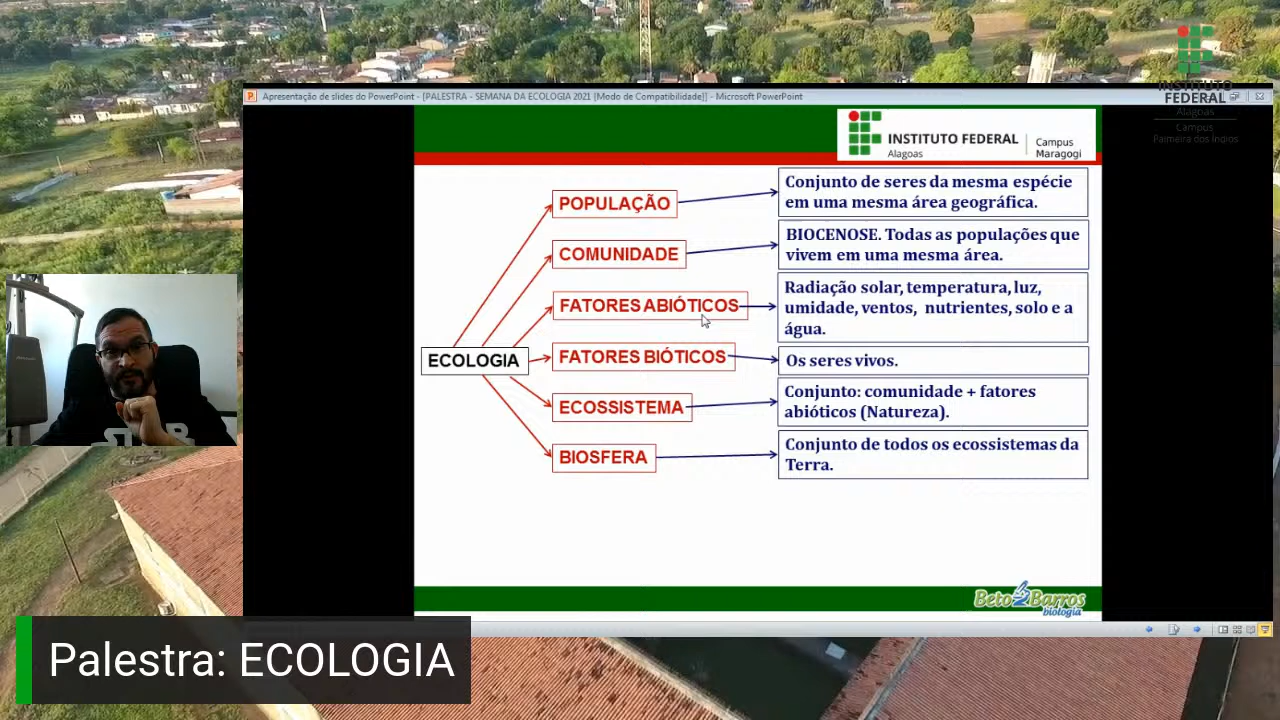 INSTITUTO
FEDERAL
Alagoas
Campus
Palmeira dos Índios
Apresentação de slides do PowerPoint - [PALESTRA - SEMANA DA ECOLOGIA 2021 [Modo de Compatibilidade]] - Microsoft PowerPoint
INSTITUTO FEDERAL
Alagoas
Campus
Maragogi
ECOLOGIA
POPULAÇÃO
Conjunto de seres da mesma espécie
em uma mesma área geográfica.
COMUNIDADE
BIOCENOSE. Todas as populações que
vivem em uma mesma área.
FATORES ABIÓTICOS
Radiação solar, temperatura, luz,
umidade, ventos, nutrientes, solo e a
água.
FATORES BIÓTICOS
Os seres vivos.
ECOSSISTEMA
Conjunto: comunidade + fatores
abióticos (Natureza).
BIOSFERA
Conjunto de todos os ecossistemas da
Terra.
Beto Barros
biologia
Palestra: ECOLOGIA